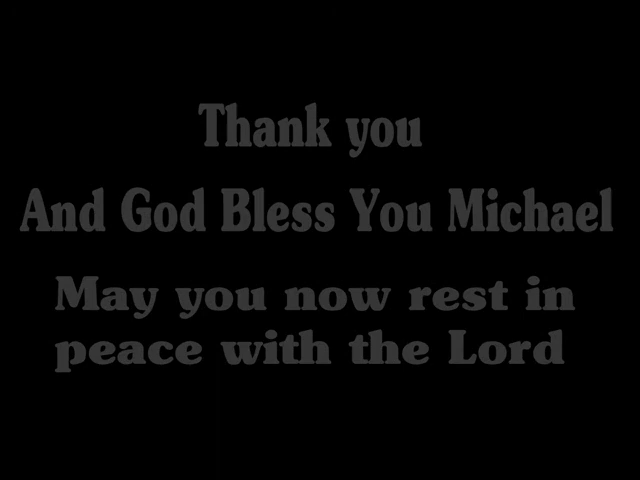 Thank you
And God Bless You Michael
May you now rest in
peace with the Lord